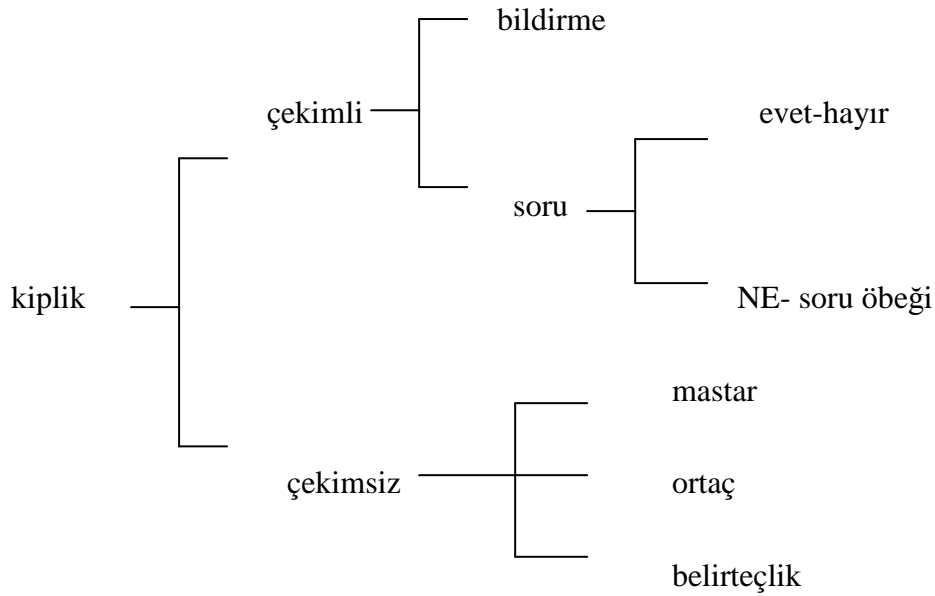 bildirme
çekimli
evet-hayır
soru
kiplik
NE- soru öbeği
mastar
çekimsiz
ortaç
belirteçlik